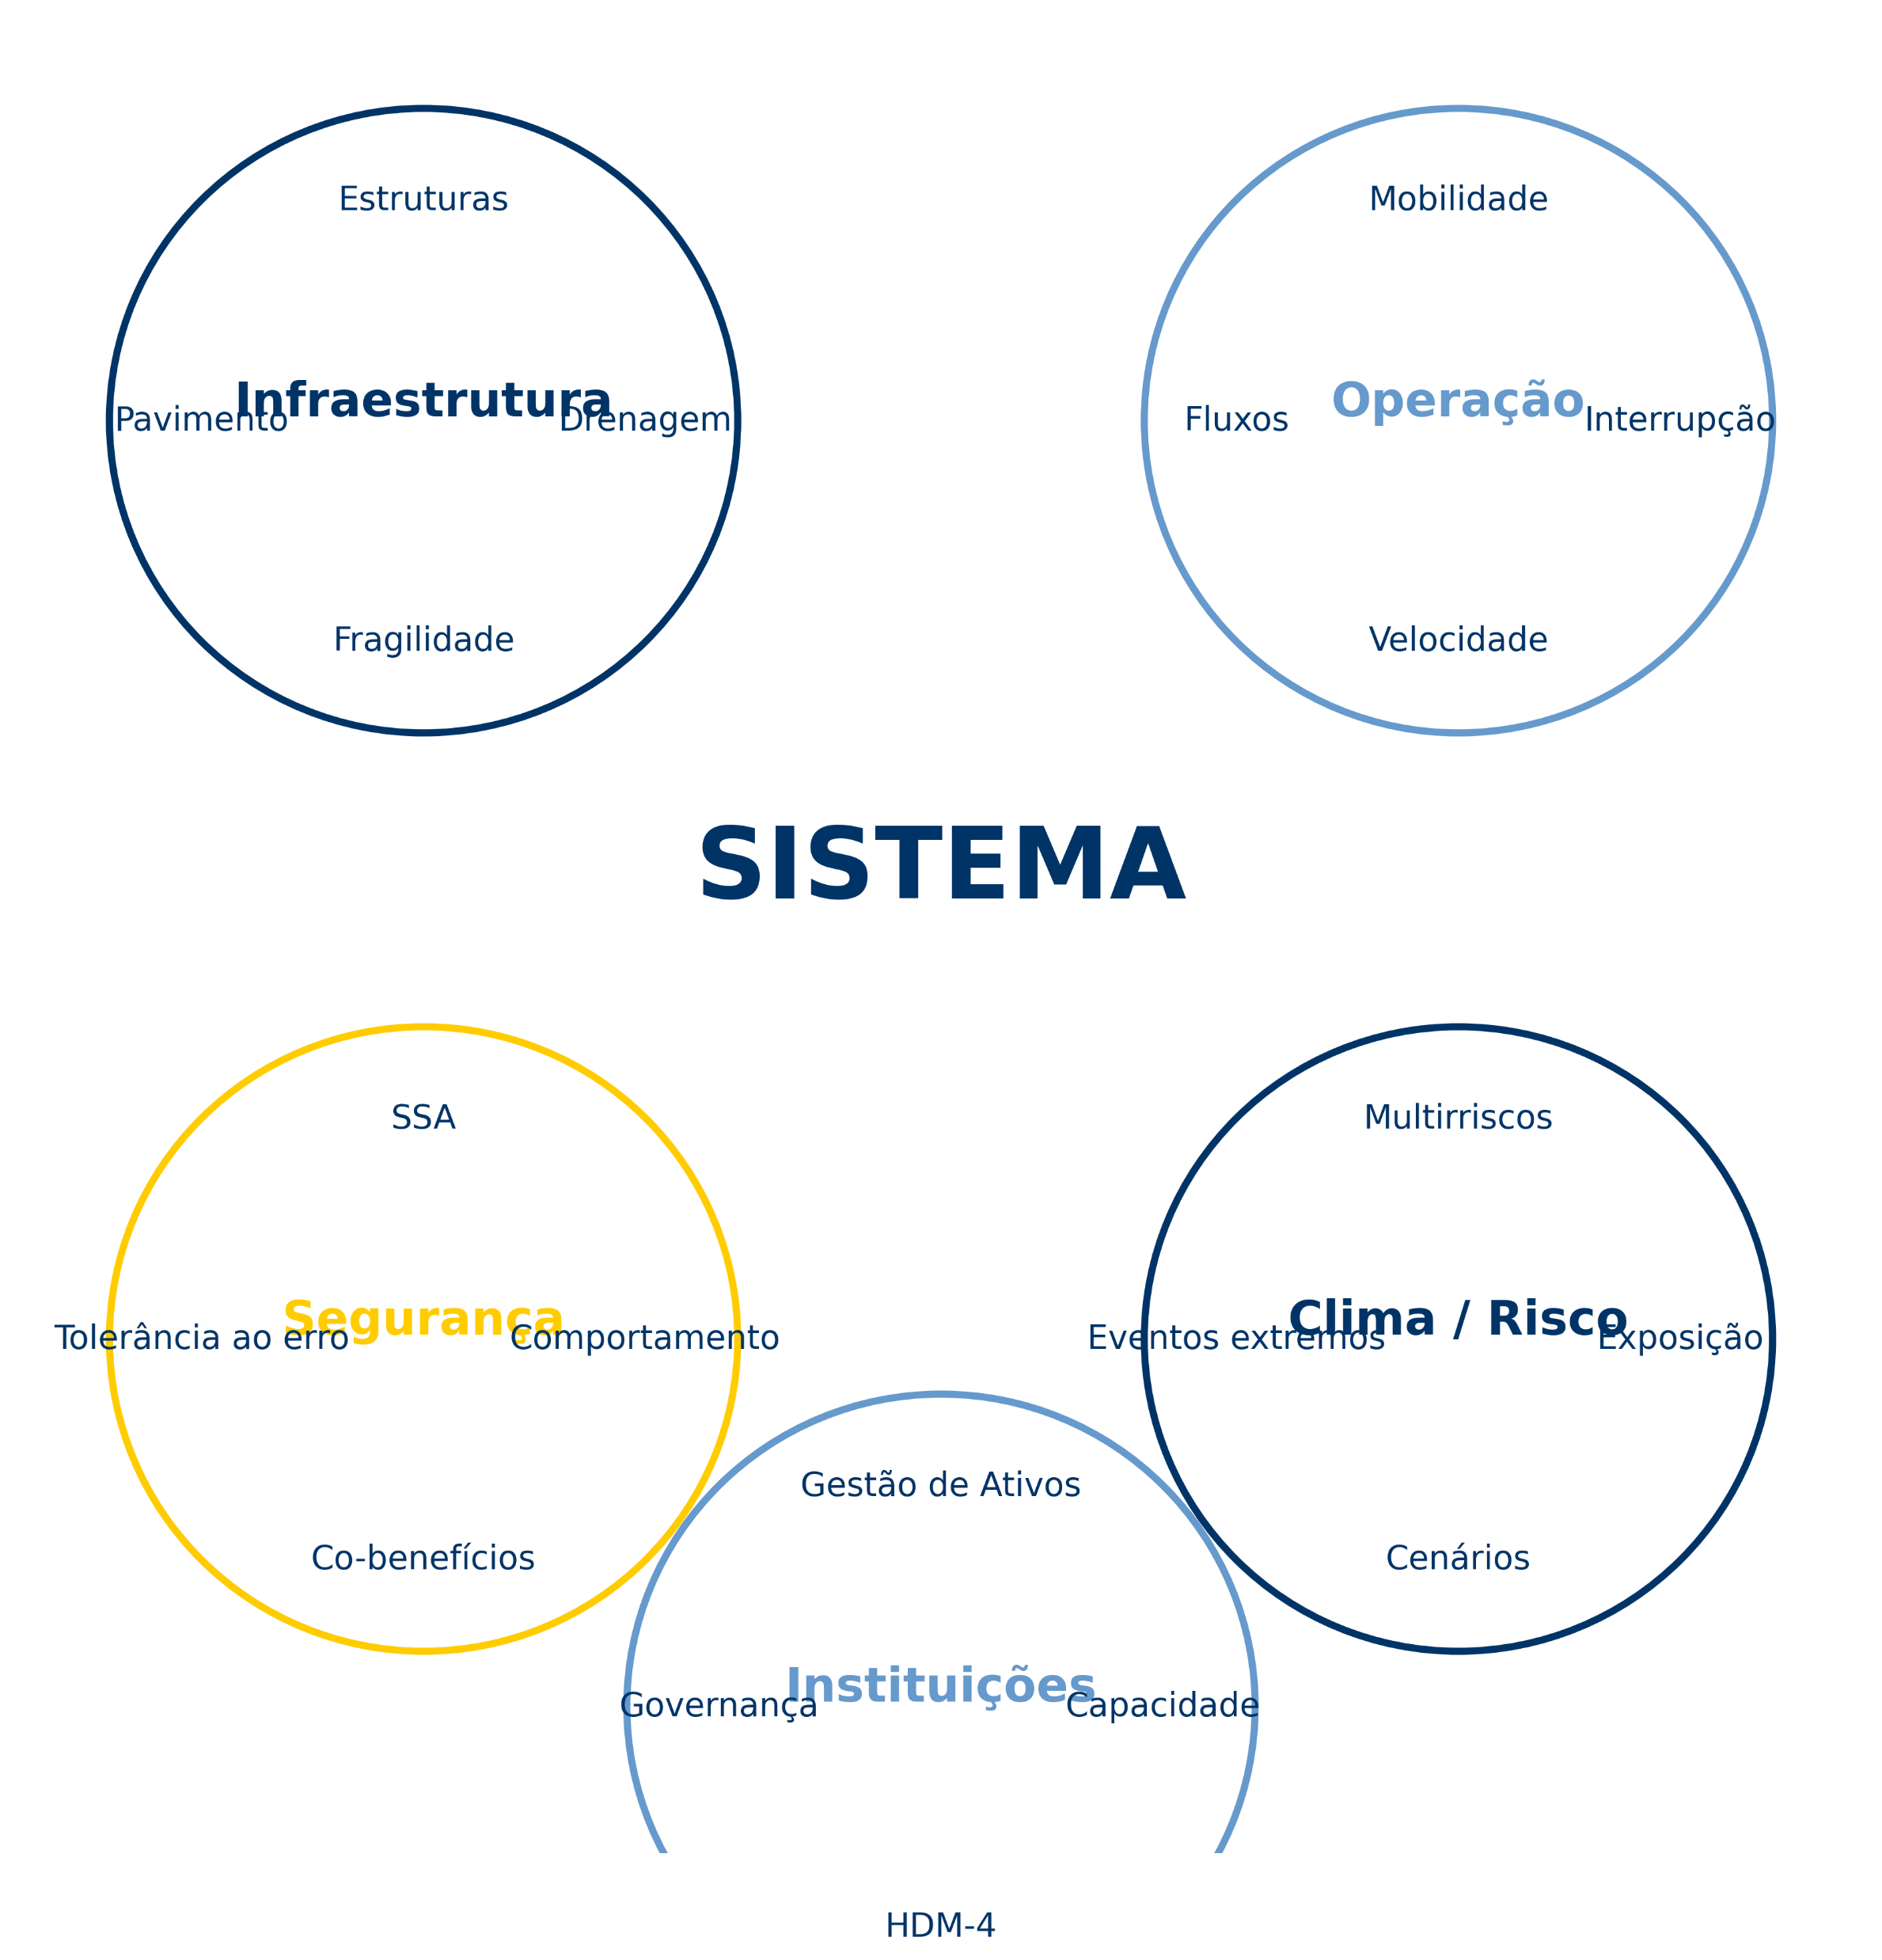 Estruturas
Infraestrutura
Pavimento
Drenagem
Fragilidade
Mobilidade
Operação
Fluxos
Interrupção
Velocidade
SISTEMA
SSA
Segurança
Tolerância ao erro
Comportamento
Co-benefícios
Multirriscos
Clima / Risco
Eventos extremos
Exposição
Cenários
Gestão de Ativos
Instituições
Governança
Capacidade
HDM-4